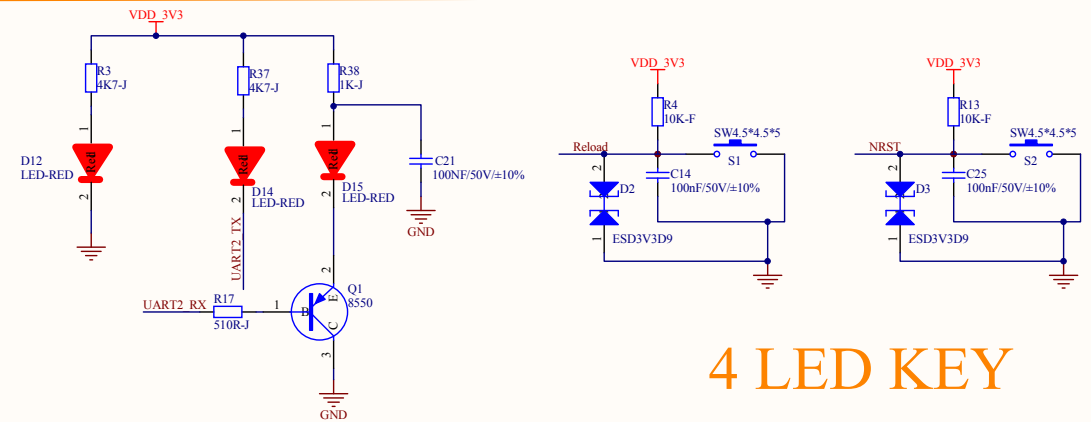 VDD_3V3
R3
4K7-J
R37
4K7-J
R38
1K-J
1
1
1
Red
Red
Red
D12
LED-RED
D14
LED-RED
D15
LED-RED
2
2
2
C21
100NF/50V/±10%
GND
UART2_TX
UART2_RX
R17
510R-J
1
2
B
E
C
Q1
8550
3
GND
VDD_3V3
R4
10K-F
SW4.5*4.5*5
Reload
S1
2
D2
C14
100nF/50V/±10%
1
ESD3V3D9
VDD_3V3
R13
10K-F
SW4.5*4.5*5
NRST
S2
2
D3
C25
100nF/50V/±10%
1
ESD3V3D9
4 LED KEY